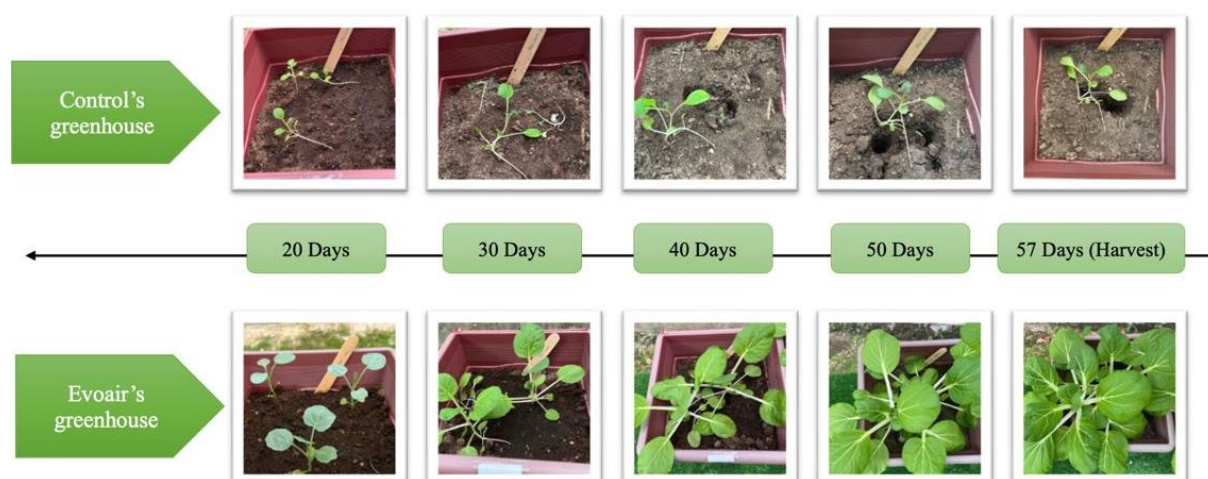 Control's
greenhouse
20 Days
30 Days
40 Days
50 Days
57 Days (Harvest)
Evoair's
greenhouse